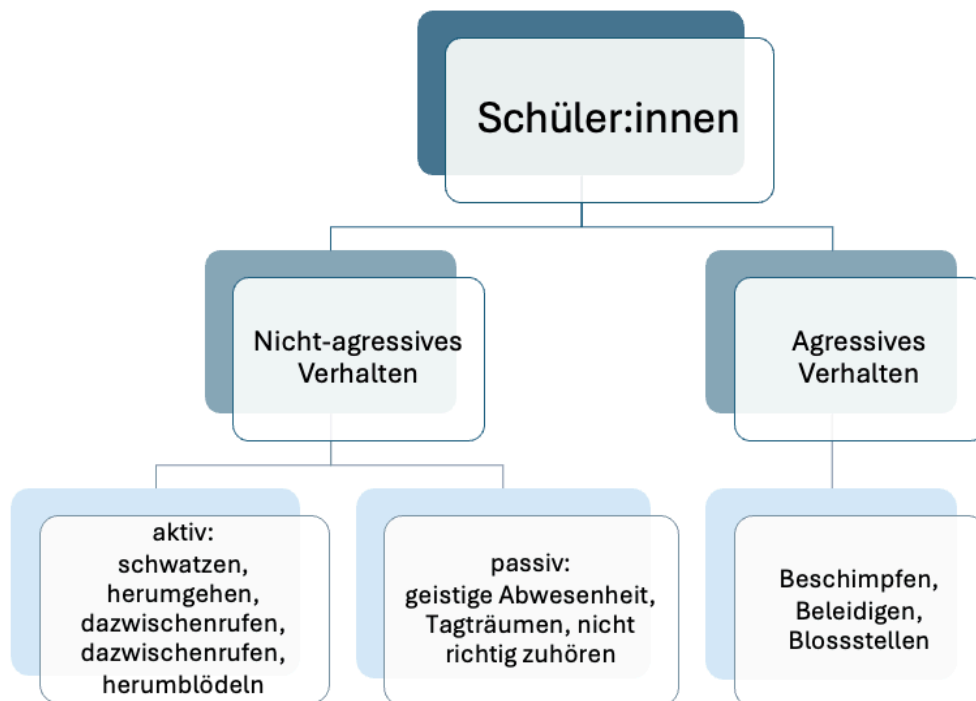 Schüler:innen
Nicht-agressives
Verhalten
Agressives
Verhalten
aktiv:
schwatzen,
herumgehen,
dazwischenrufen,
dazwischenrufen,
herumblödeln
passiv:
geistige Abwesenheit,
Tagträumen, nicht
richtig zuhören
Beschimpfen,
Beleidigen,
Blossstellen